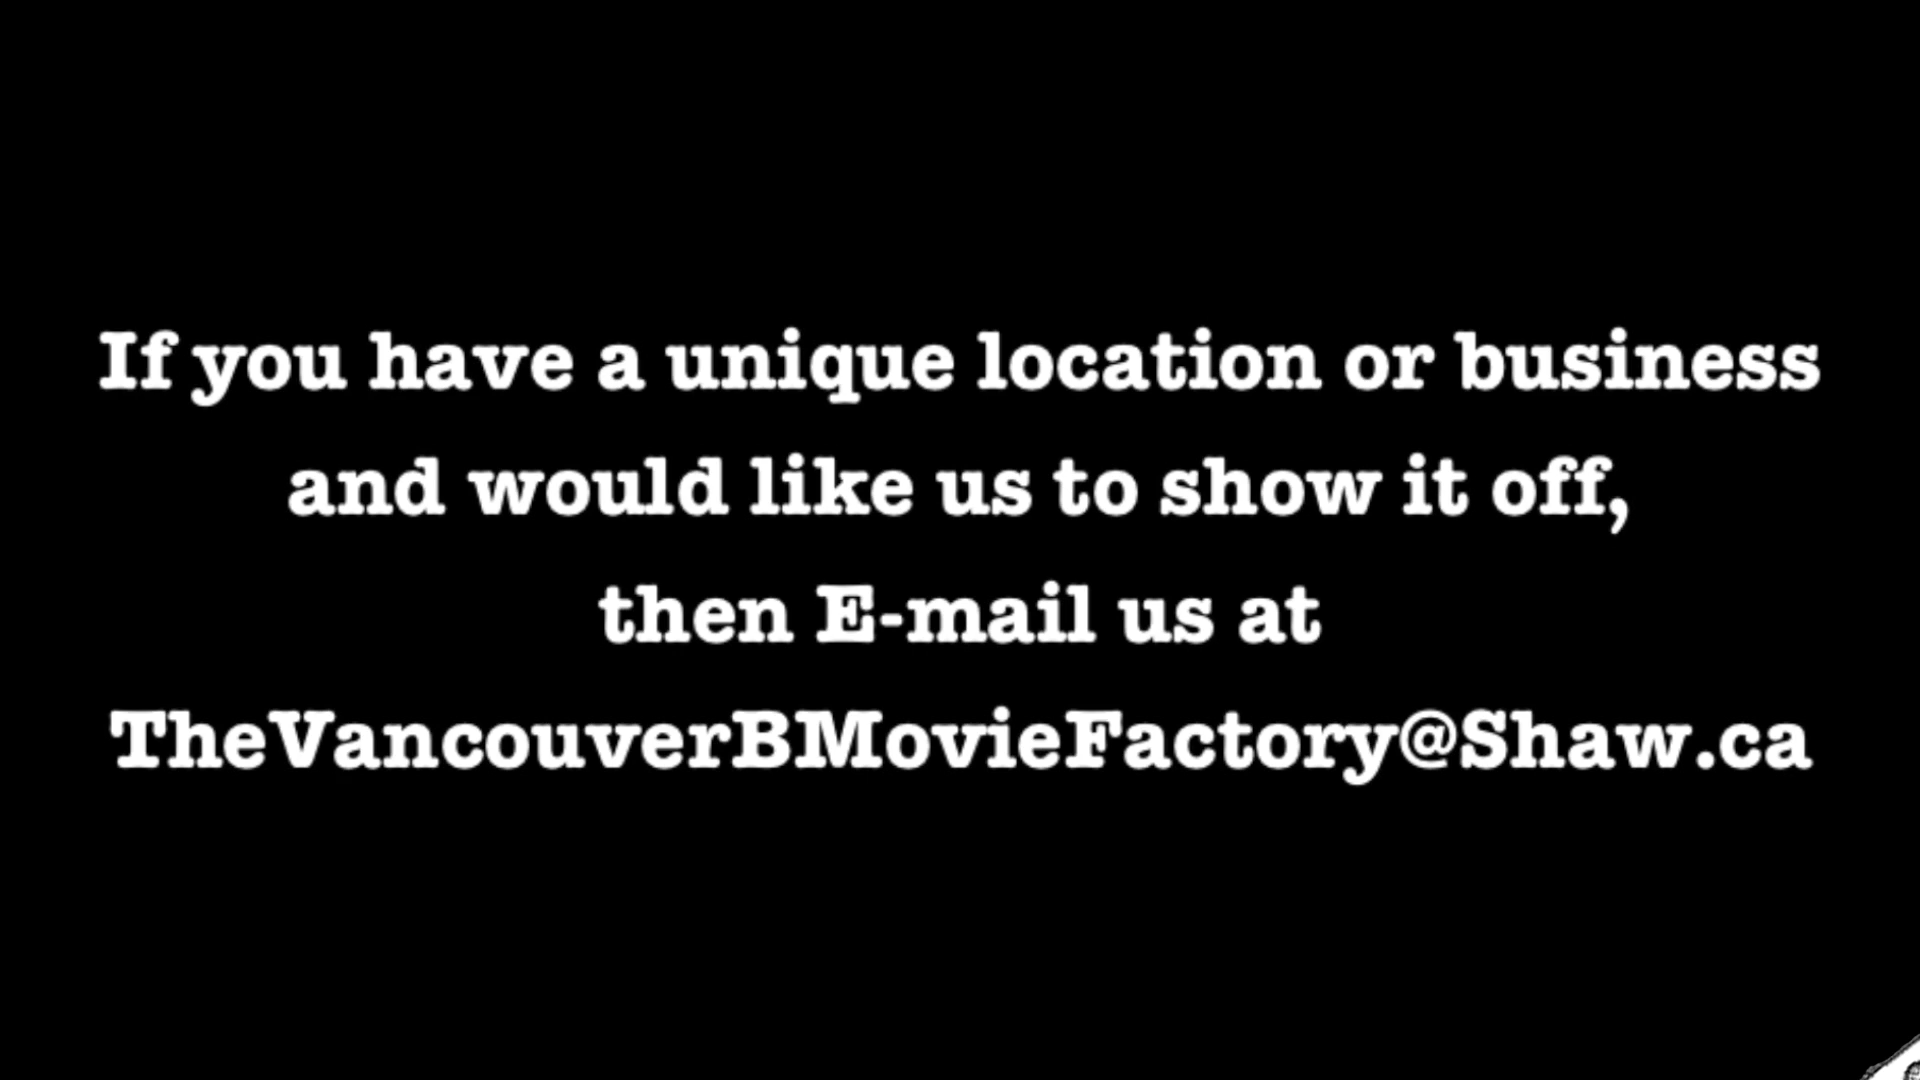 If you have a unique location or business
and would like us to show it off,
then E-mail us at
TheVancouverBMovieFactory@Shaw.ca